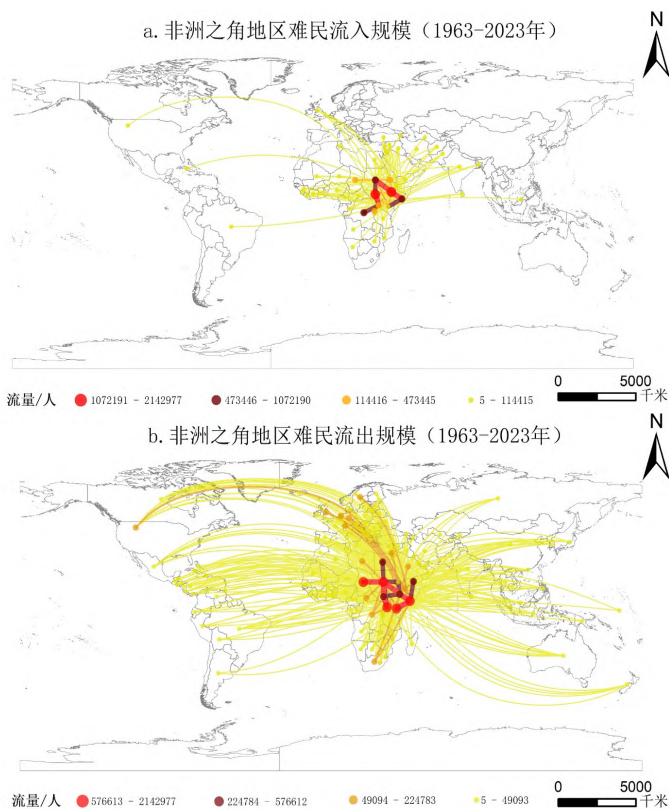 a. 非洲之角地区难民流入规模（1963-2023年）
N
流量/人 1072191 - 2142977 473446 - 1072190 114416 - 473445 5 - 114415
0 5000
千米
b. 非洲之角地区难民流出规模（1963-2023年）
N
流量/人 576613 - 2142977 224784 - 576612 49094 - 224783 5 - 49093
0 5000
千米